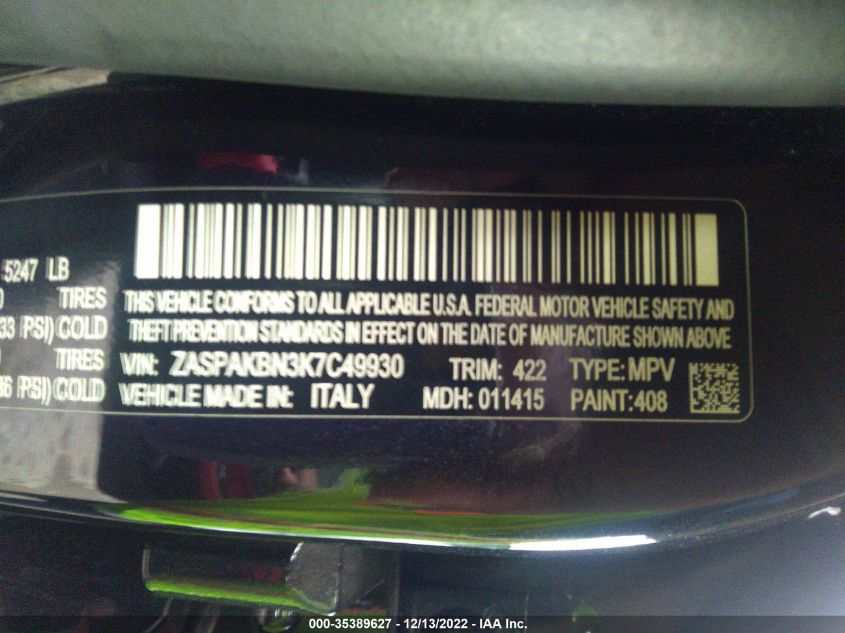 5247 LB
TIRES
THIS VEHICLE CONFORMS TO ALL APPLICABLE U.S.A. FEDERAL MOTOR VEHICLE SAFETY AND
33 PSI) COLD
THEFT PREVENTION STANDARDS IN EFFECT ON THE DATE OF MANUFACTURE SHOWN ABOVE
TIRES
VIN: ZASPAKBN3K7C49930 TRIM: 422 TYPE: MPV
36 PSI) COLD
VEHICLE MADE IN: ITALY MDH: 011415 PAINT: 408
000-35389627 - 12/13/2022 - IAA Inc.